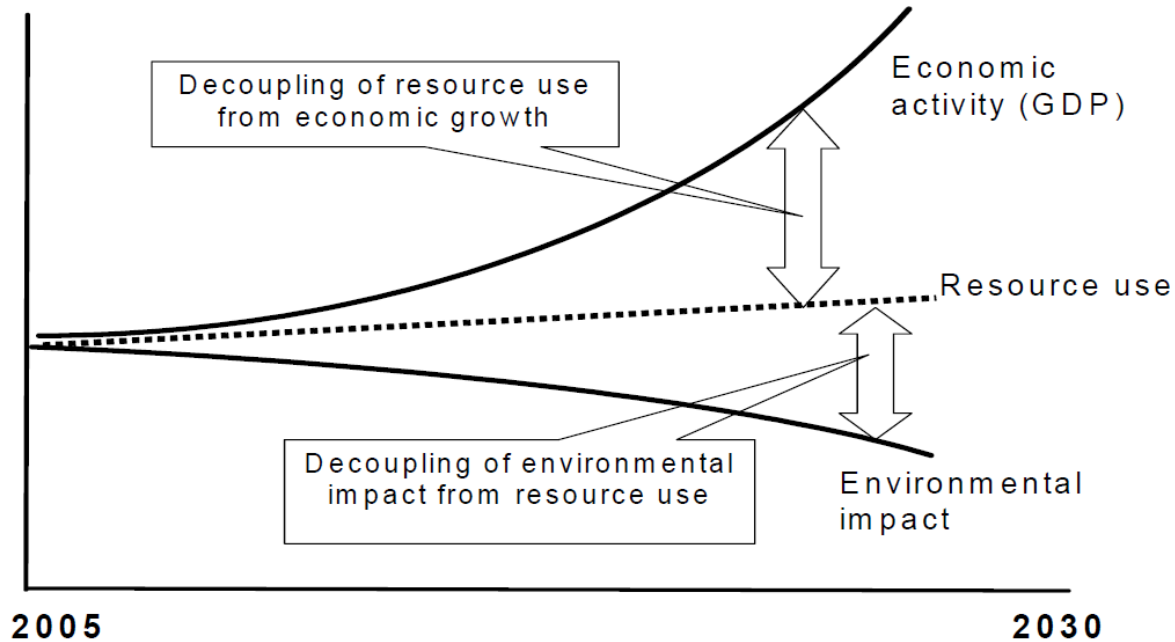 Decoupling of resource use
from economic growth
Economic
activity (GDP)
Resource use
Decoupling of environmental
impact from resource use
Environmental
impact
2005
2030